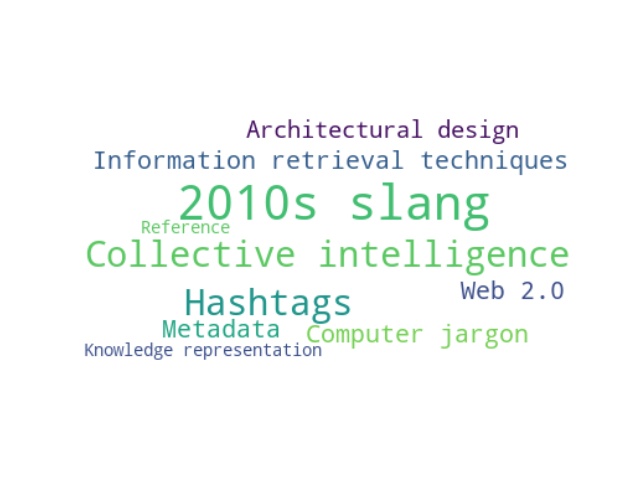 Architectural design
Information retrieval techniques
2010s slang
Reference
Collective intelligence
Web 2.0
Hashtags
Metadata
Computer jargon
Knowledge representation